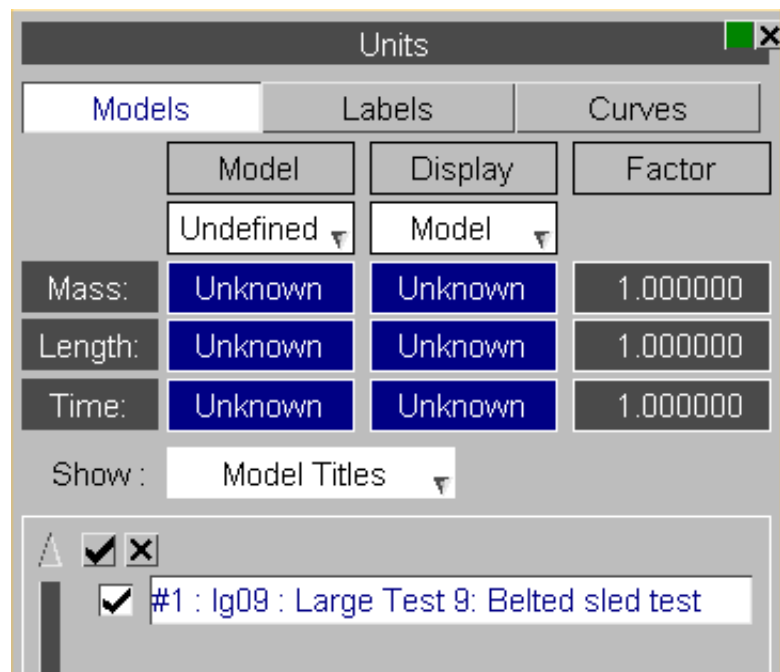 Units
Models Labels Curves
Model Display Factor
Undefined Model
Mass: Unknown Unknown 1.000000
Length: Unknown Unknown 1.000000
Time: Unknown Unknown 1.000000
Show : Model Titles
#1 : lg09 : Large Test 9: Belted sled test